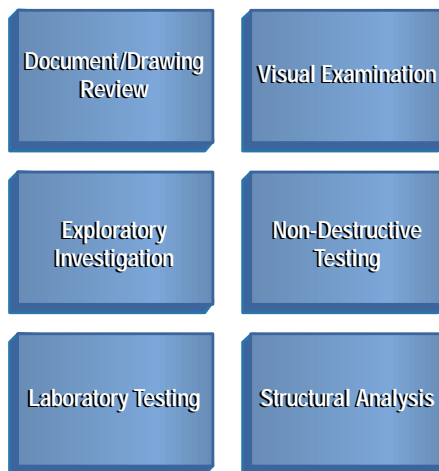 Document/Drawing
Review
Visual Examination
Exploratory
Investigation
Non-Destructive
Testing
Laboratory Testing
Structural Analysis